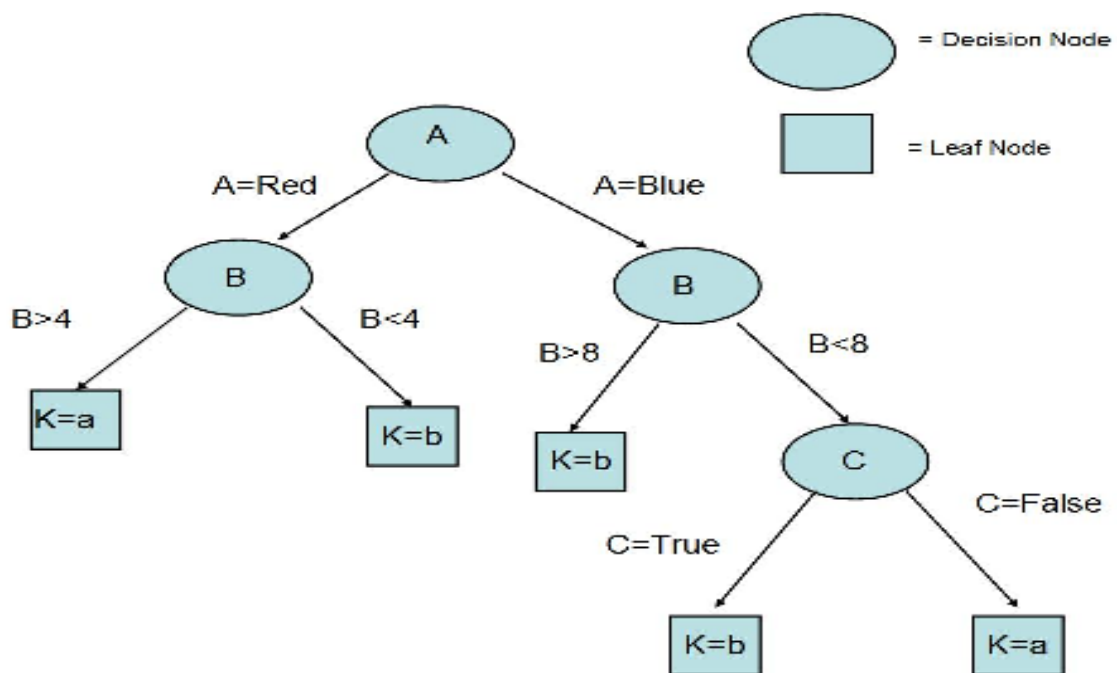 = Decision Node
A
= Leaf Node
A=Red
A=Blue
B
B
B>4
B<4
B>8
B<8
K=a
K=b
K=b
C
C=True
C=False
K=b
K=a